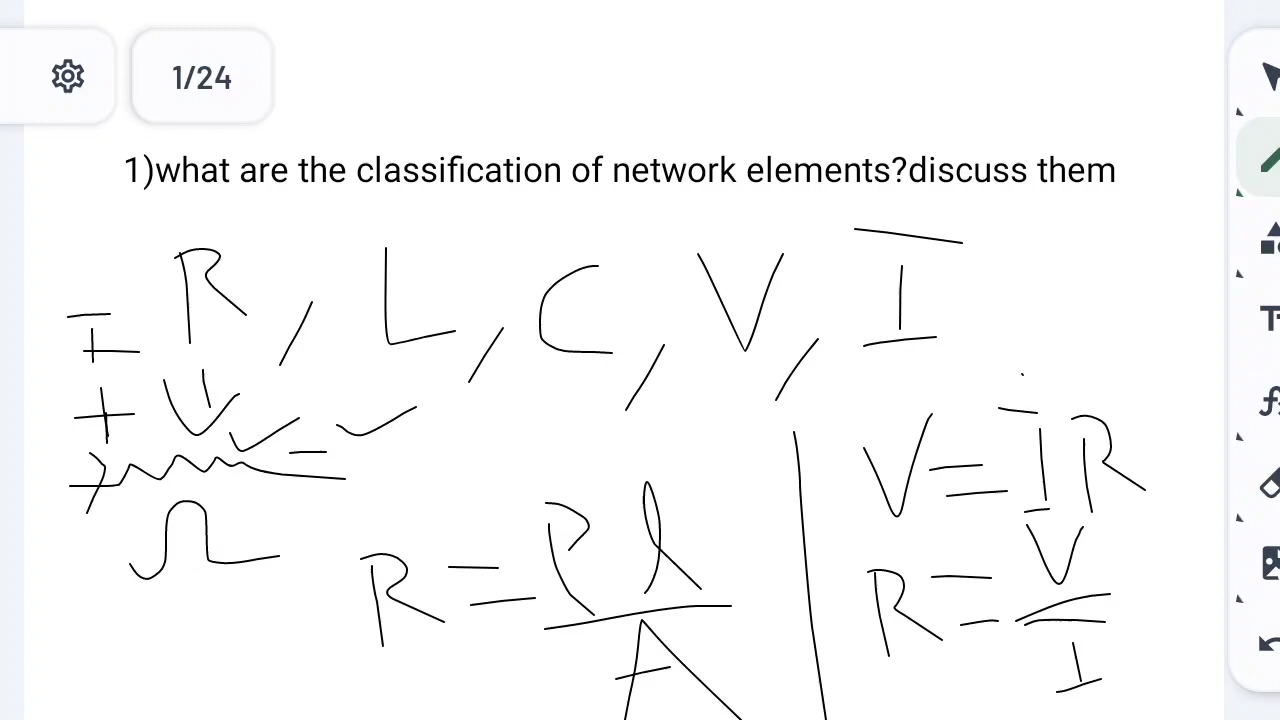 1/24
1)what are the classification of network elements?discuss them
R, L, C, V, I
I
+ V -
Ω
R = ρl/A
V = IR
R = V/I